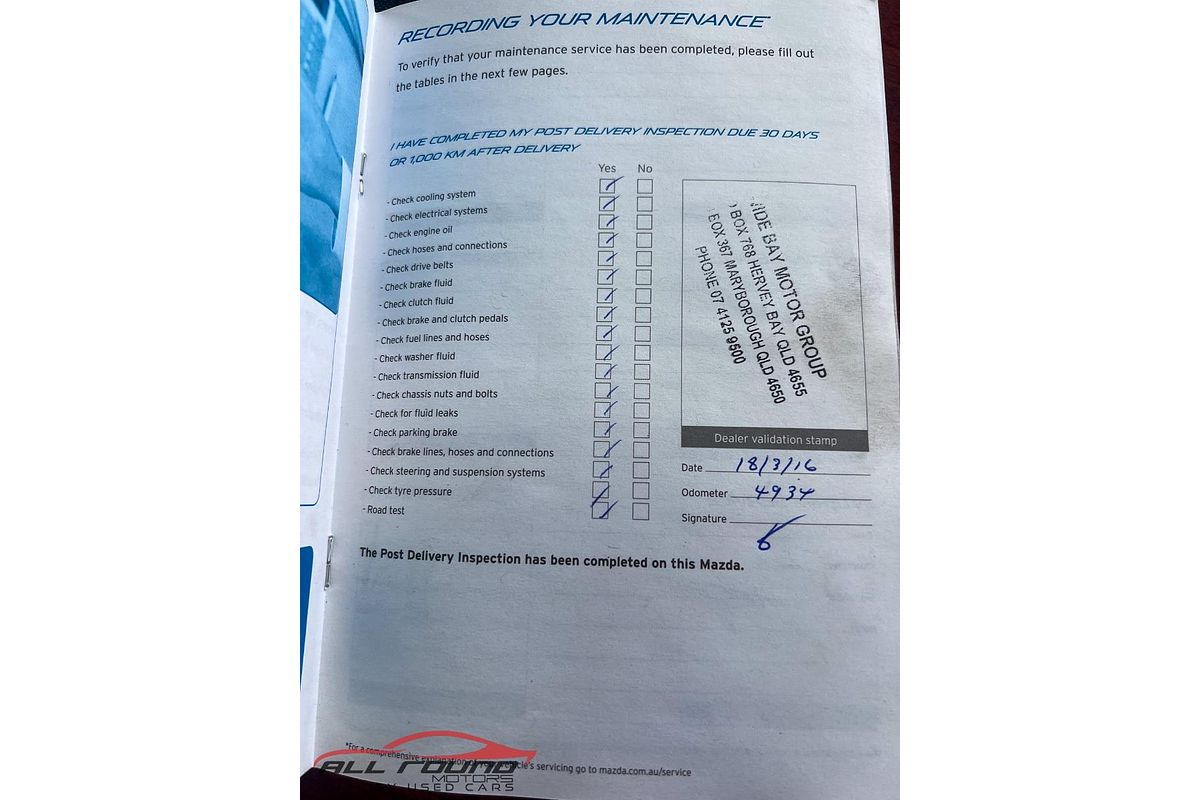 RECORDING YOUR MAINTENANCE*
To verify that your maintenance service has been completed, please fill out
the tables in the next few pages.
I HAVE COMPLETED MY POST DELIVERY INSPECTION DUE 30 DAYS
OR 1,000 KM AFTER DELIVERY
Yes No
- Check cooling system
- Check electrical systems
- Check engine oil
- Check hoses and connections
- Check drive belts
- Check brake fluid
- Check clutch fluid
- Check brake and clutch pedals
- Check fuel lines and hoses
- Check washer fluid
- Check transmission fluid
- Check chassis nuts and bolts
- Check for fluid leaks
- Check parking brake
- Check brake lines, hoses and connections
- Check steering and suspension systems
- Check tyre pressure
- Road test
IDE BAY MOTOR GROUP
BOX 768 HERVEY BAY QLD 4655
BOX 367 MARYBOROUGH QLD 4650
PHONE 07 4125 9500
Dealer validation stamp
Date 18/3/16
Odometer 4934
Signature
The Post Delivery Inspection has been completed on this Mazda.
*For a comprehensive explanation of servicing go to mazda.com.au/service
ALL ROUND
MOTORS
USED CARS